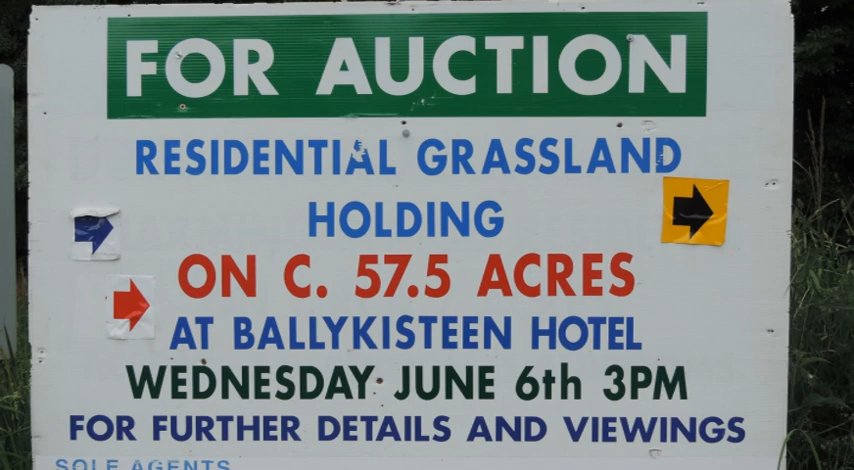 FOR AUCTION
RESIDENTIAL GRASSLAND
HOLDING
ON C. 57.5 ACRES
AT BALLYKISTEEN HOTEL
WEDNESDAY JUNE 6th 3PM
FOR FURTHER DETAILS AND VIEWINGS
SOLE AGENTS